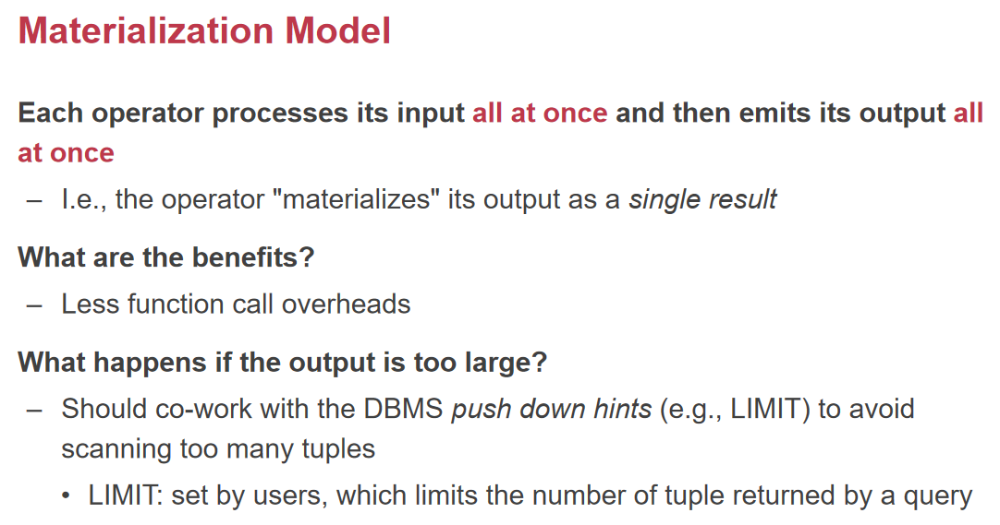 Materialization Model
Each operator processes its input all at once and then emits its output all
at once
– I.e., the operator "materializes" its output as a single result
What are the benefits?
– Less function call overheads
What happens if the output is too large?
– Should co-work with the DBMS push down hints (e.g., LIMIT) to avoid
scanning too many tuples
• LIMIT: set by users, which limits the number of tuple returned by a query